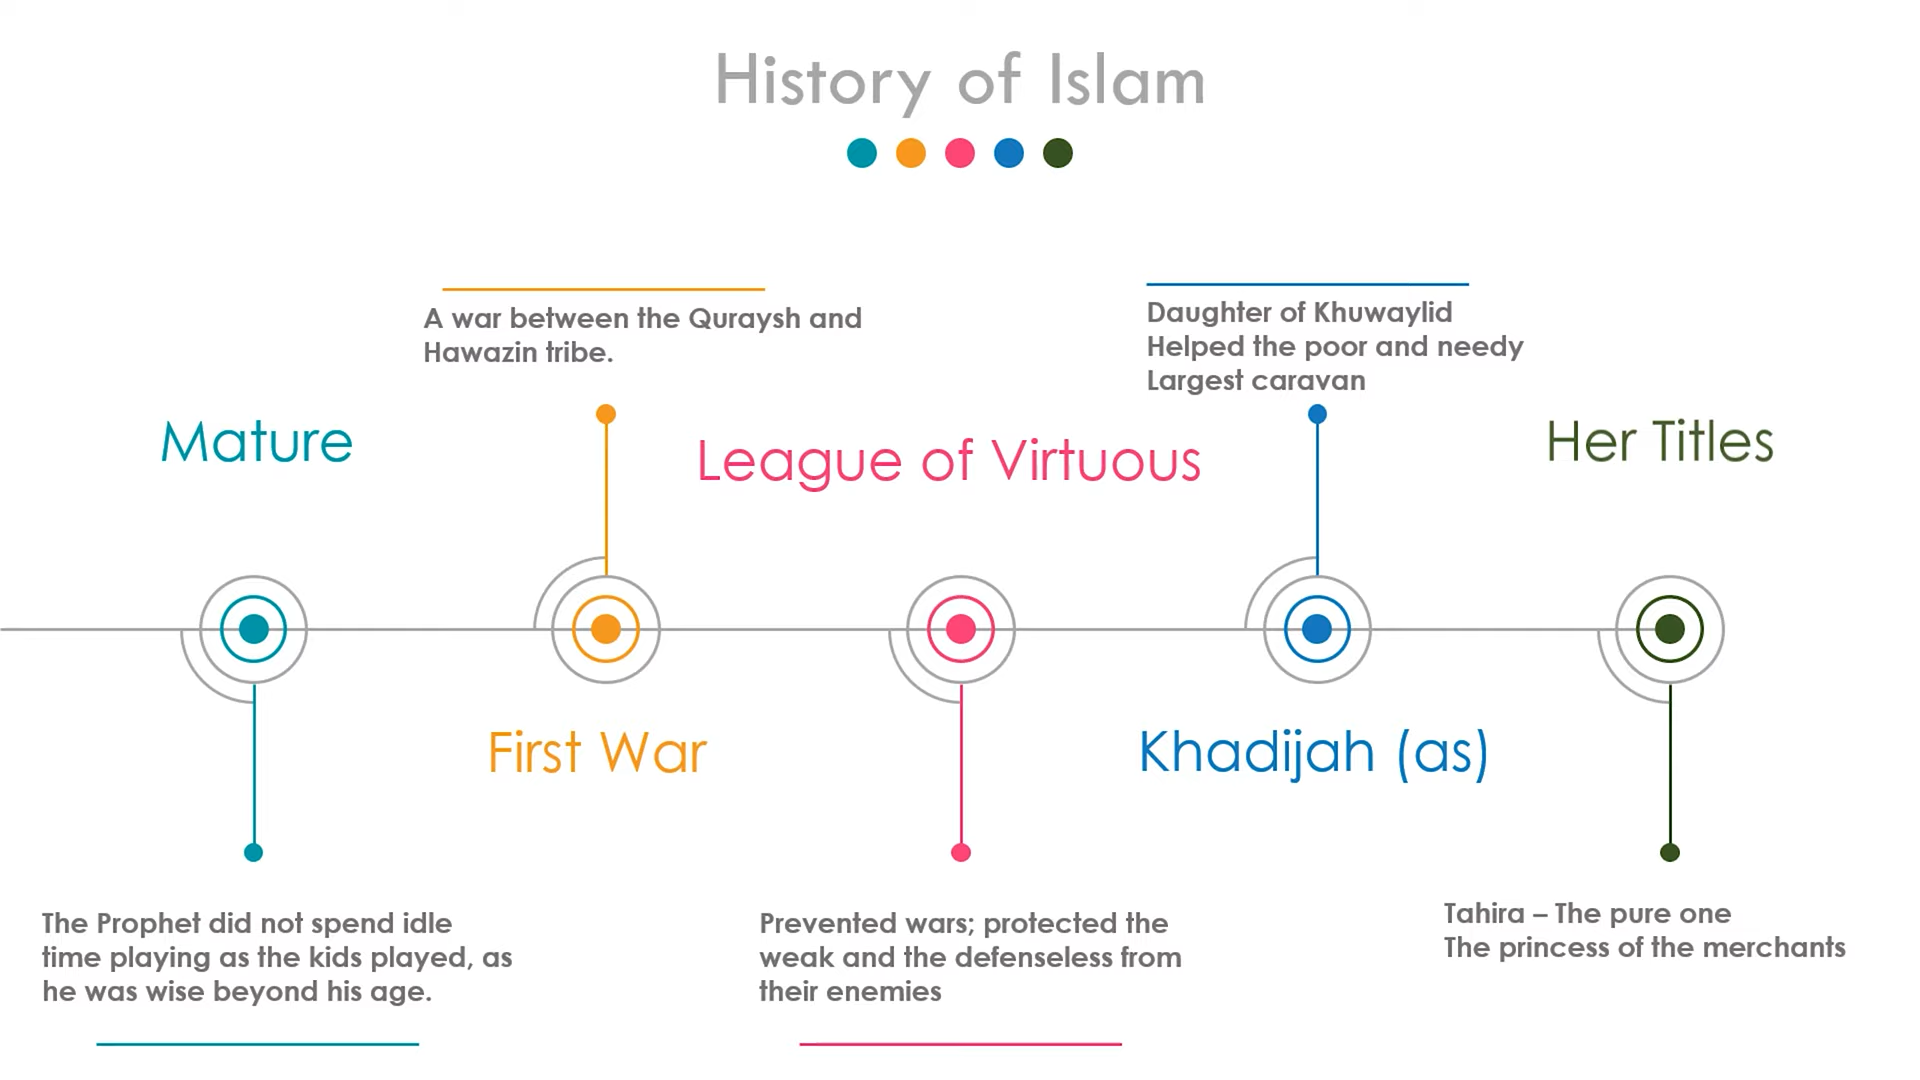 History of Islam
Mature
The Prophet did not spend idle
time playing as the kids played, as
he was wise beyond his age.
A war between the Quraysh and
Hawazin tribe.
First War
League of Virtuous
Prevented wars; protected the
weak and the defenseless from
their enemies
Daughter of Khuwaylid
Helped the poor and needy
Largest caravan
Khadijah (as)
Her Titles
Tahira – The pure one
The princess of the merchants